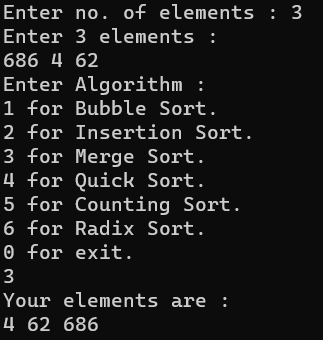 Enter no. of elements : 3
Enter 3 elements :
686 4 62
Enter Algorithm :
1 for Bubble Sort.
2 for Insertion Sort.
3 for Merge Sort.
4 for Quick Sort.
5 for Counting Sort.
6 for Radix Sort.
0 for exit.
3
Your elements are :
4 62 686